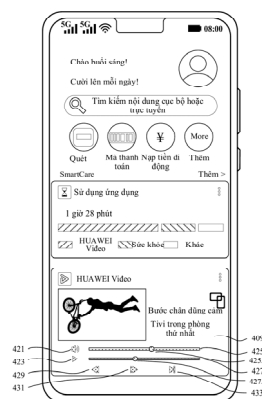 5G 5G 08:00
Chào buổi sáng!
Cười lên mỗi ngày!
Tìm kiếm nội dung cục bộ hoặc
trực tuyến
¥ More
Quét Mã thanh toán Nạp tiền di động Thêm
SmartCare Thêm >
Sử dụng ứng dụng
1 giờ 28 phút
HUAWEI Video Sức khỏe Khác
HUAWEI Video
Bước chân dũng cảm
Tivi trong phòng
thứ nhất
409
421 425
423 425
429 427
431 427
433